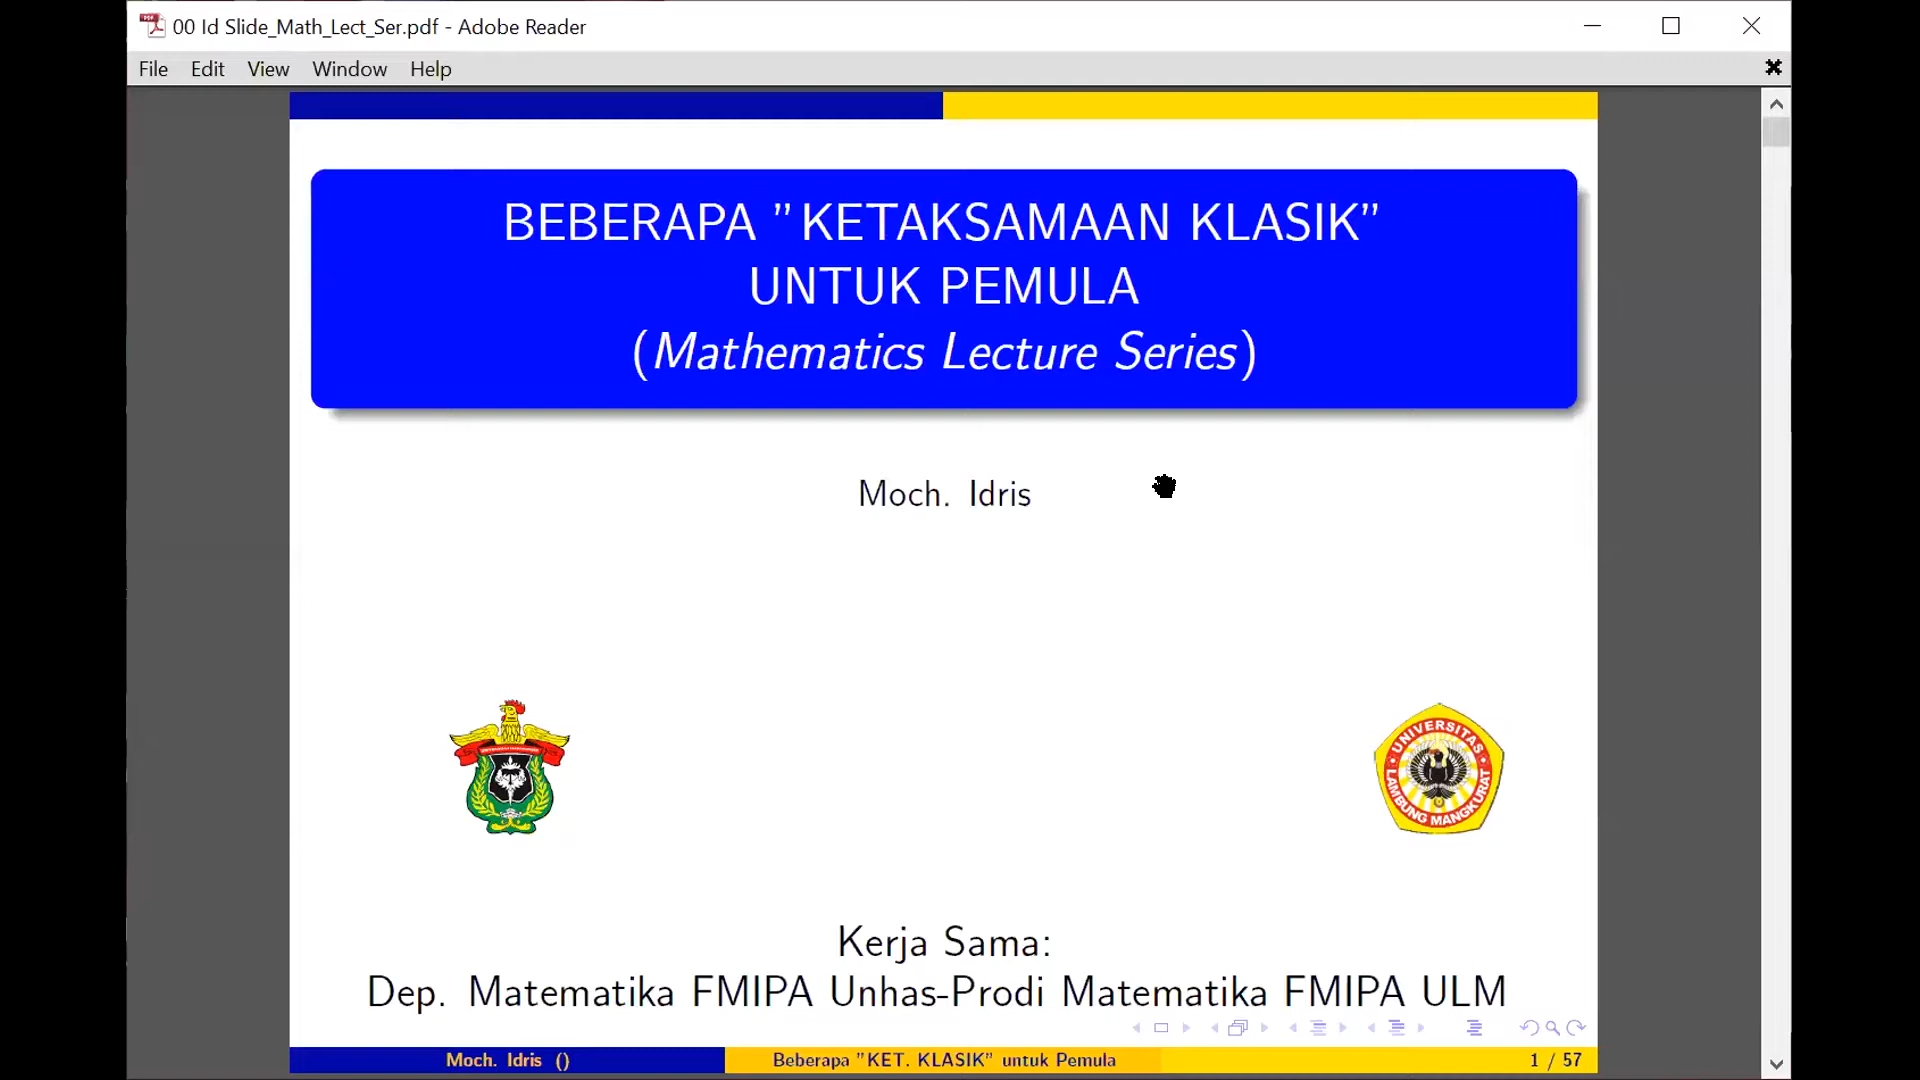 00 Id Slide_Math_Lect_Ser.pdf - Adobe Reader
File Edit View Window Help
BEBERAPA ”KETAKSAMAAN KLASIK”
UNTUK PEMULA
(Mathematics Lecture Series)
Moch. Idris
UNIVERSITAS
LAMBUNG MANGKURAT
Kerja Sama:
Dep. Matematika FMIPA Unhas-Prodi Matematika FMIPA ULM
Moch. Idris () Beberapa ”KET. KLASIK” untuk Pemula 1 / 57